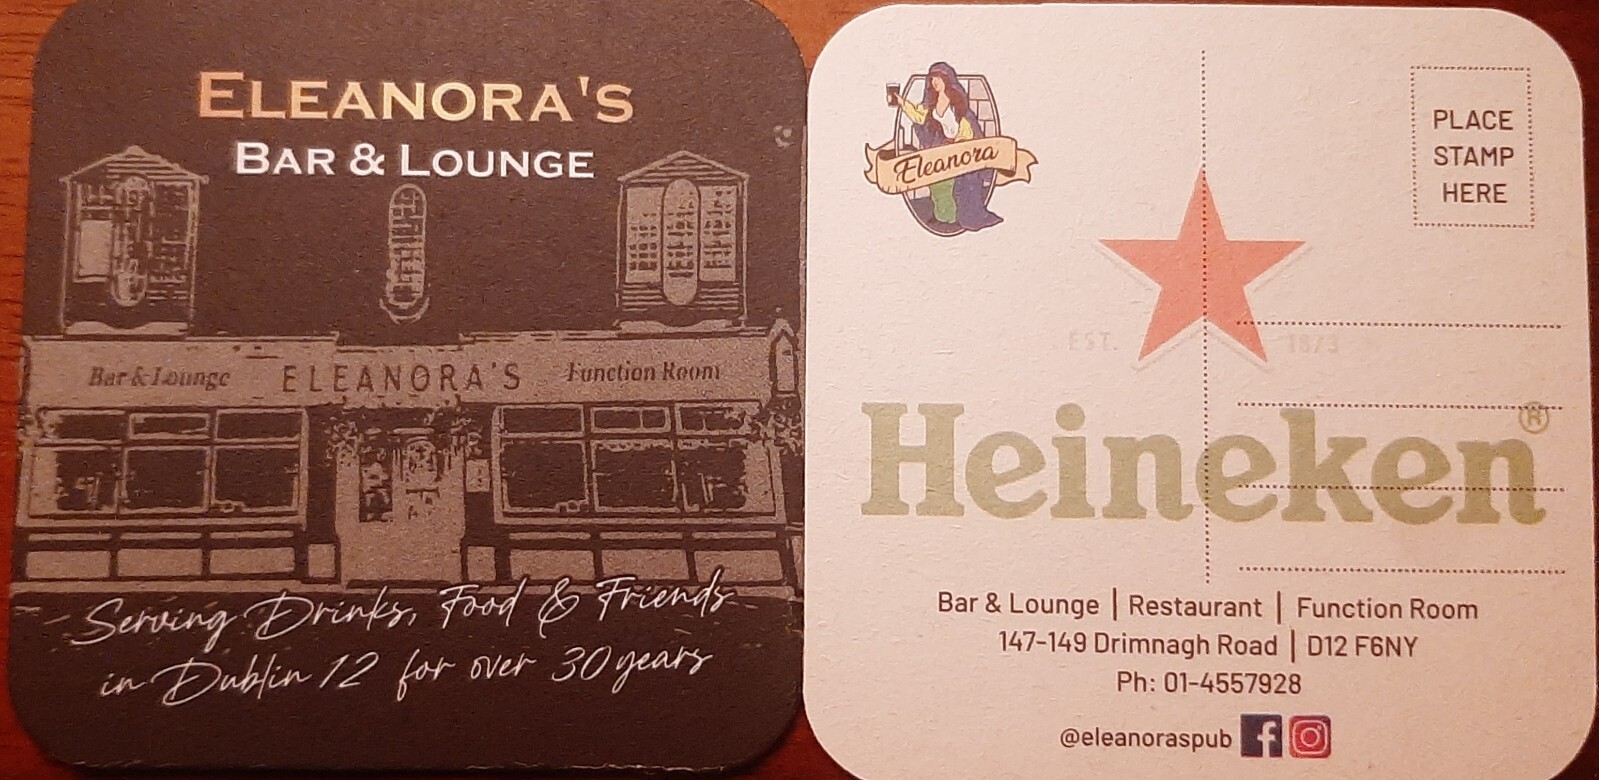 ELEANORA'S
BAR & LOUNGE
Bar & Lounge
ELEANORA'S
Function Room
Serving Drinks, Food & Friends
in Dublin 12 for over 30 years
Eleanora
PLACE
STAMP
HERE
EST. 1873
Heineken®
Bar & Lounge | Restaurant | Function Room
147-149 Drimnagh Road | D12 F6NY
Ph: 01-4557928
@eleanoraspub